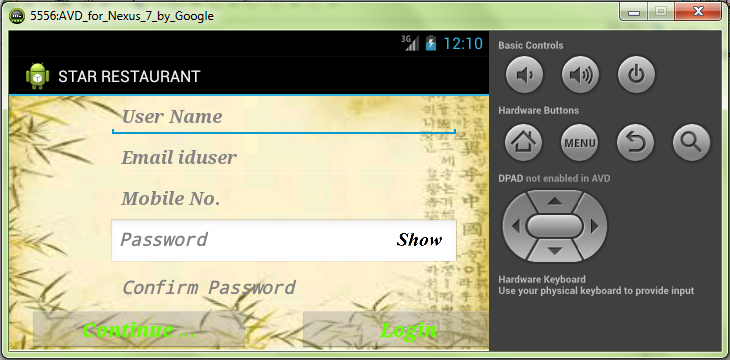 5556:AVD_for_Nexus_7_by_Google
3G 12:10
STAR RESTAURANT
User Name
Email iduser
Mobile No.
Password Show
Confirm Password
Continue ... Login
Basic Controls
Hardware Buttons
MENU
DPAD not enabled in AVD
Hardware Keyboard
Use your physical keyboard to provide input